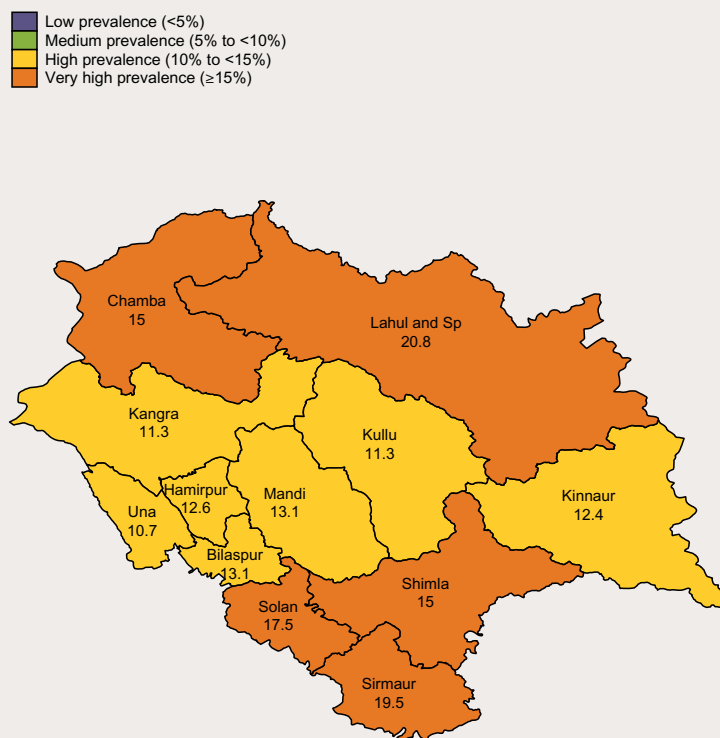 Low prevalence (<5%)
Medium prevalence (5% to <10%)
High prevalence (10% to <15%)
Very high prevalence (≥15%)
Chamba
15
Lahul and Sp
20.8
Kangra
11.3
Kullu
11.3
Hamirpur
12.6
Mandi
13.1
Kinnaur
12.4
Una
10.7
Bilaspur
13.1
Shimla
15
Solan
17.5
Sirmaur
19.5